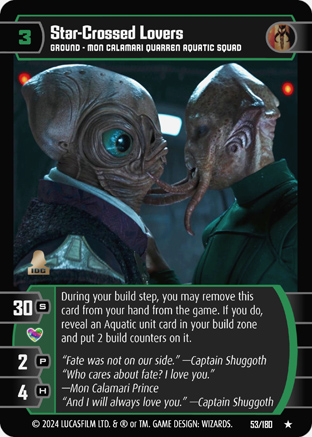 3
Star-Crossed Lovers
GROUND - MON CALAMARI QUARREN AQUATIC SQUAD
IDG
30 S
During your build step, you may remove this
card from your hand from the game. If you do,
reveal an Aquatic unit card in your build zone
and put 2 build counters on it.
2 P
4 H
“Fate was not on our side.” —Captain Shuggoth
“Who cares about fate? I love you.”
—Mon Calamari Prince
“And I will always love you.” —Captain Shuggoth
© 2024 LUCASFILM LTD. & ® or TM. GAME DESIGN: WIZARDS.
53/180